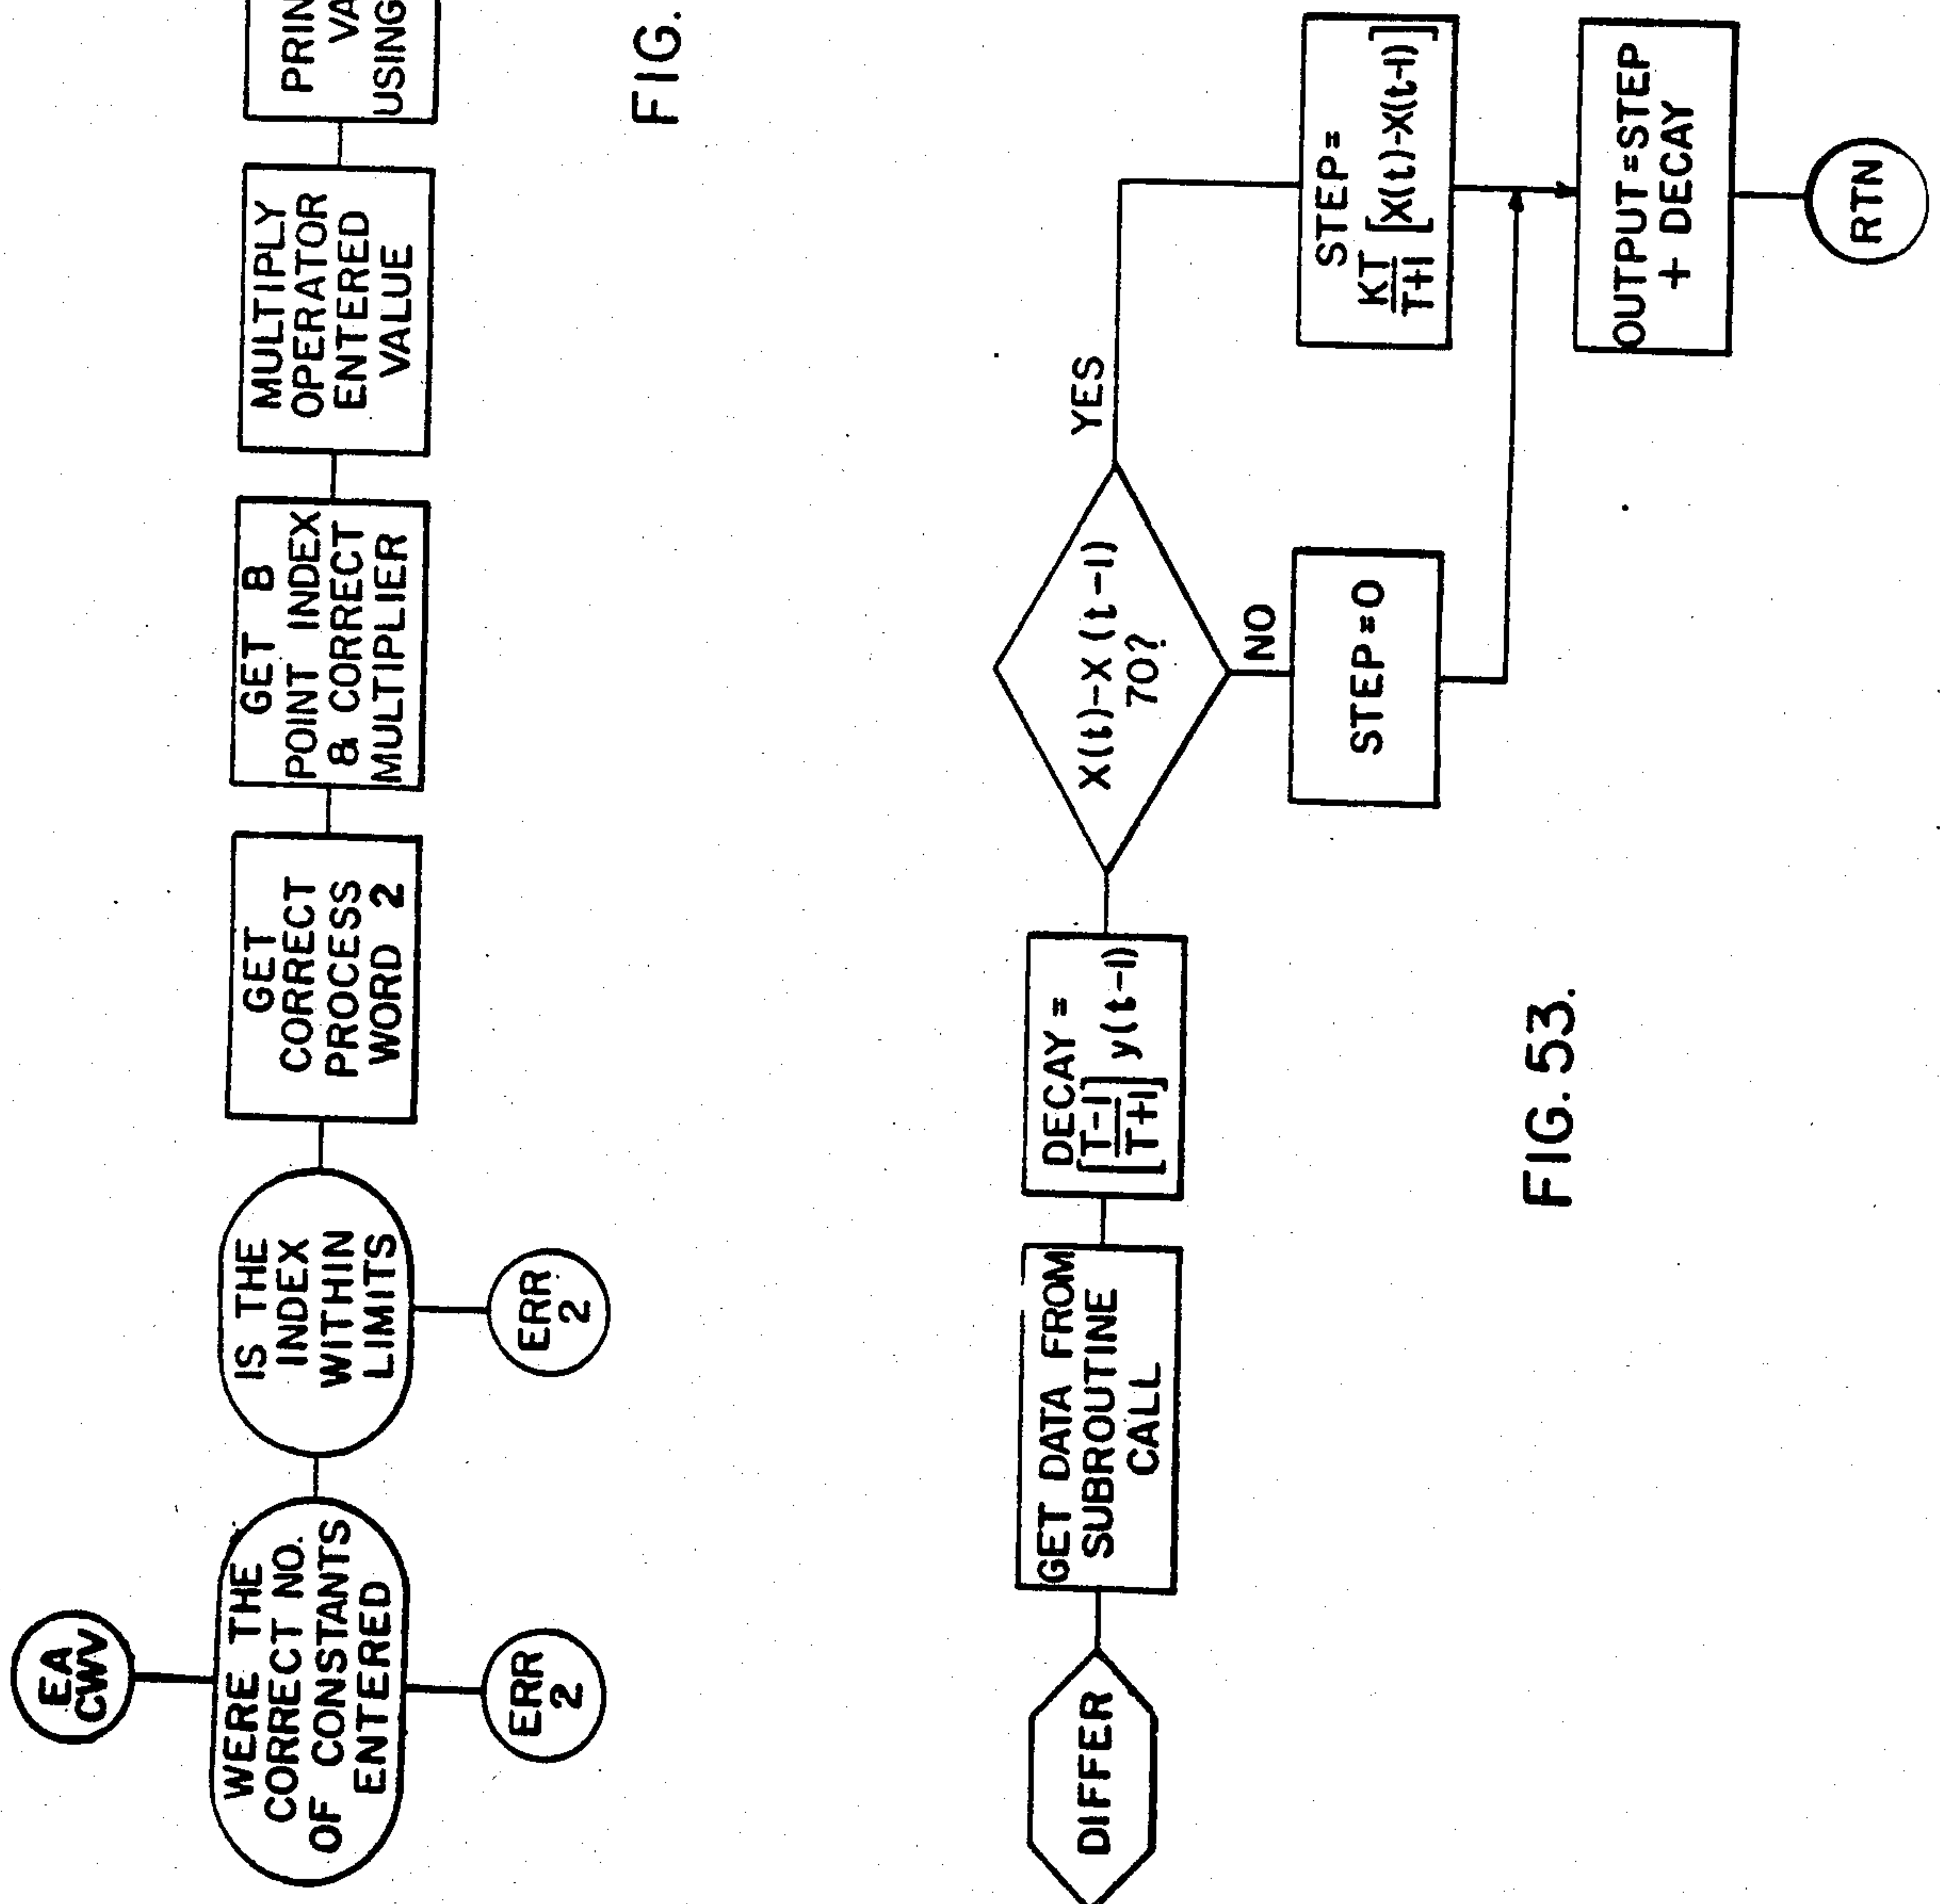 EA
CWV
WERE THE
CORRECT NO.
OF CONSTANTS
ENTERED
ERR
2
IS THE
INDEX
WITHIN
LIMITS
ERR
2
GET
CORRECT
PROCESS
WORD 2
GET B
POINT INDEX
& CORRECT
MULTIPLIER
MULTIPLY
OPERATOR
ENTERED
VALUE
PRIN
VA
USING
FIG.
DIFFER
GET DATA FROM
SUBROUTINE
CALL
DECAY =
[T-1
T+1] y(t-1)
X(t)-X(t-1)
70?
YES
NO
STEP=0
STEP=
KT
T+1 [X(t)-X(t-1)]
OUTPUT=STEP
+ DECAY
RTN
FIG. 53.